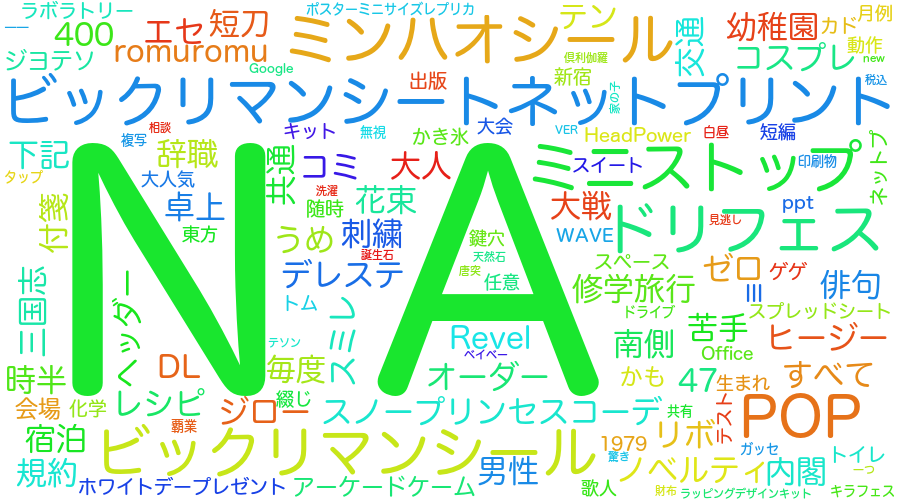 ラボラトリー
一一
400
エセ
短刀
ポスターミニサイズレプリカ
テン
幼稚園
カド
月例
動作
new
ジョテソ
romuromu
ミンハオシール
交通
倶利伽羅
コスプレ
Google
出版
新宿
豚の子
税込
ビックリマンシートネットプリント
相談
複写
キット
無視
かき氷
大会
VER
HeadPower
白昼
短編
ネットプ
下記
タップ
辞職
共通
コミ
大人
ミニストップ
スイート
印刷物
大人気
洗濯
随時
花束
大戦
ppt
付箋
卓上
東方
NA
うめ
刺繍
誕生石
鍵穴
天然石
WAVE
ドリフェス
見逃し
唐突
任意
デレステ
スペース
ゼロ
ゲゲ
俳句
三国志
ヘッダー
トム
スミレ
修学旅行
III
ドライブ
スプレッドシート
テソン
Revel
ベイベー
南側
苦手
Office
ヒージー
時半
DL
毎度
オーダー
かも
47
生まれ
すべて
会場
化学
レシピ
綴じ
覇業
ジロー
スノープリンセスコーデ
共有
テスト
POP
宿泊
ビックリマンシール
1979
リボ
驚き
ガッセ
トイレ
規約
男性
ノベルティ
内閣
一つ
ホワイトデープレゼント
アーケードケーム
歌人
財布
ラッピングデザインキット
キラフェス